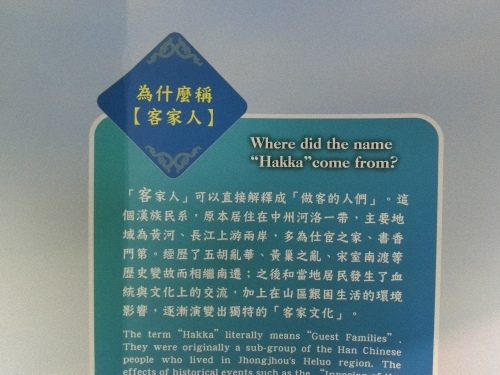 為什麼稱
【客家人】
Where did the name
"Hakka"come from?
「客家人」可以直接解釋成「做客的人們」。這
個漢族民系，原本居住在中州河洛一帶，主要地
域為黃河、長江上游兩岸，多為仕宦之家、書香
門第。經歷了五胡亂華、黃巢之亂、宋室南渡等
歷史變故而相繼南遷；之後和當地居民發生了血
統與文化上的交流，加上在山區艱困生活的環境
影響，逐漸演變出獨特的「客家文化」。
The term "Hakka" literally means "Guest Families".
They were originally a sub-group of the Han Chinese
people who lived in Jhongjhou's Heluo region. The
effects of historical events such as the "Invasion of the